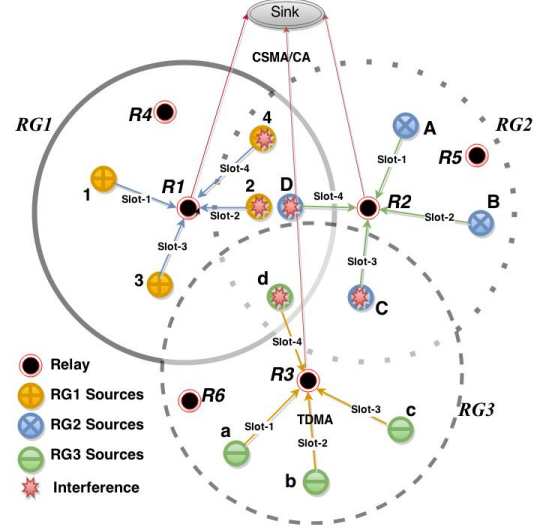 Sink
CSMA/CA
RG1
R4
4
A
RG2
R5
Slot-4
Slot-1
1
R1
Slot-1
2
Slot-2
D
Slot-4
R2
B
Slot-2
Slot-3
3
Slot-3
d
C
Slot-4
R3
Relay
RG1 Sources
RG2 Sources
RG3 Sources
Interference
R6
RG3
a
Slot-1
TDMA
Slot-2
b
Slot-3
c